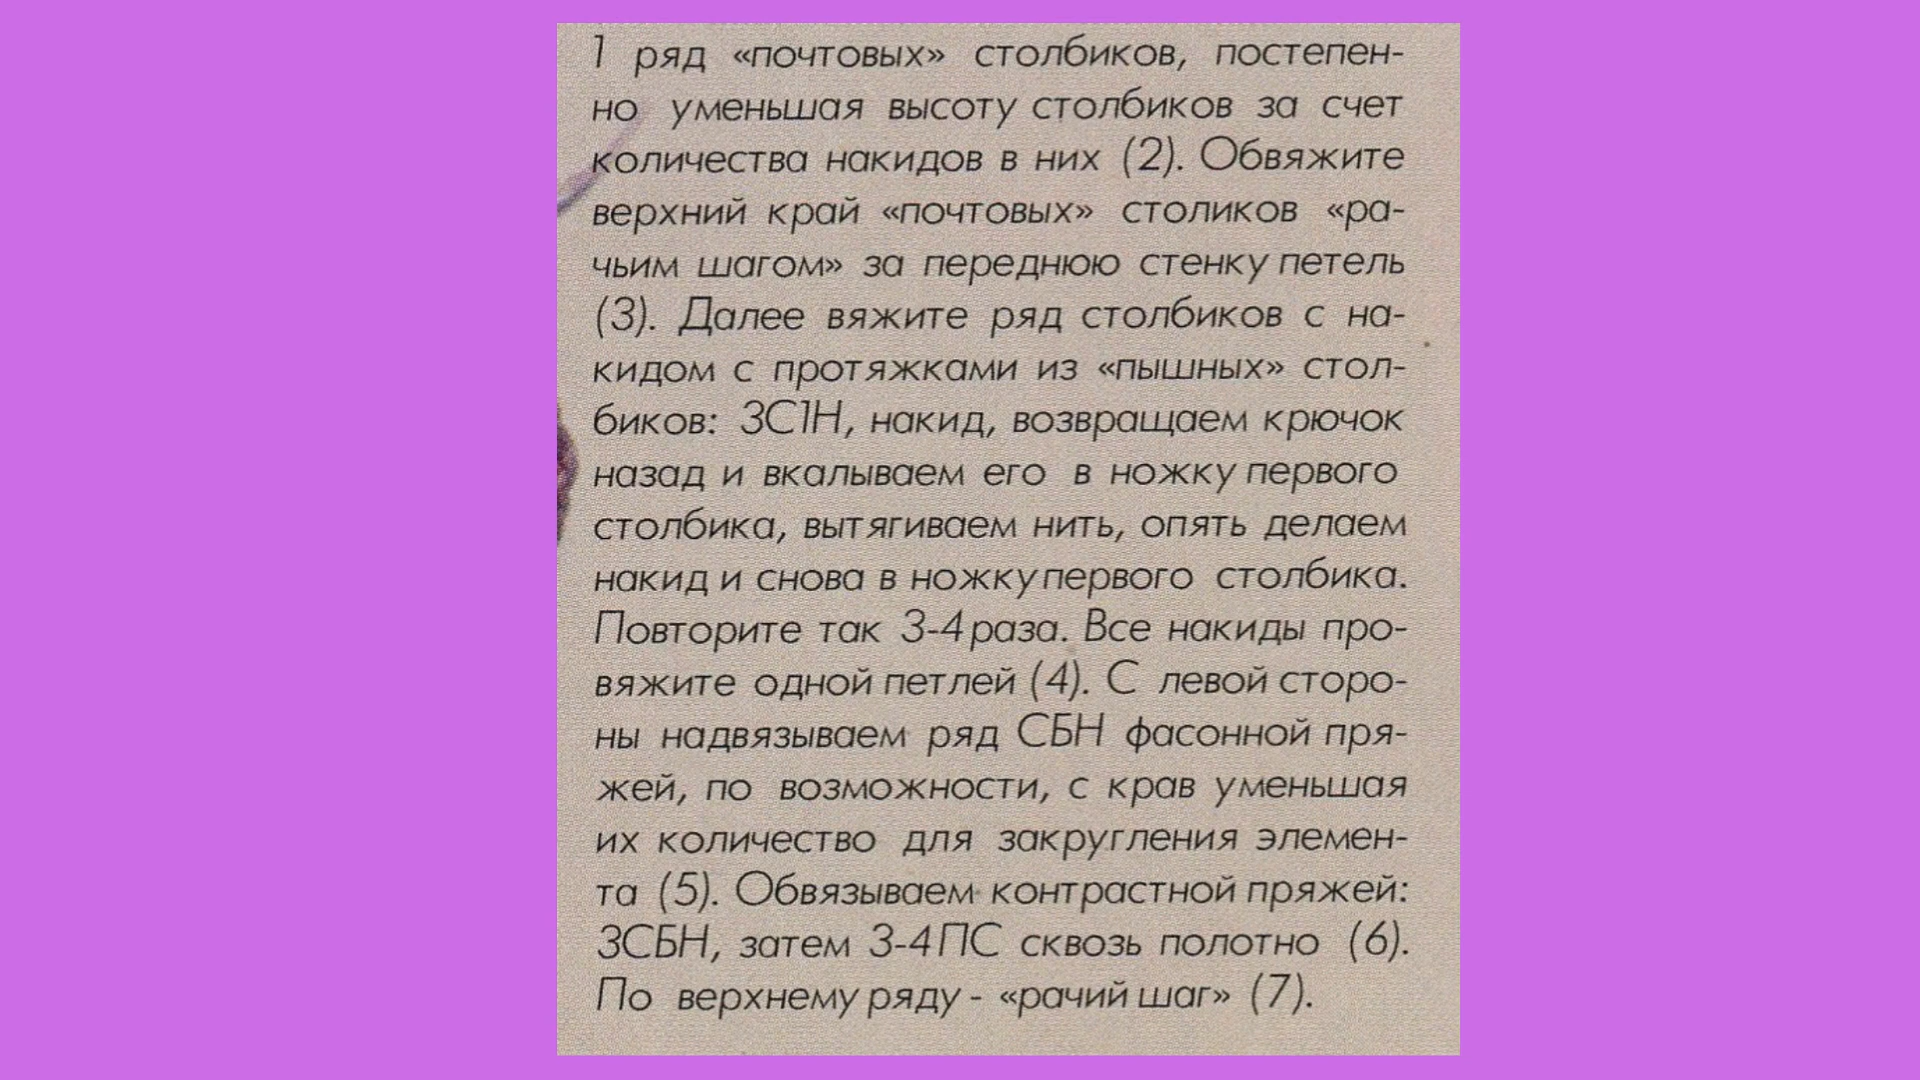 1 ряд «почтовых» столбиков, постепен-
но уменьшая высоту столбиков за счет
количества накидов в них (2). Обвяжите
верхний край «почтовых» столиков «ра-
чьим шагом» за переднюю стенку петель
(3). Далее вяжите ряд столбиков с на-
кидом с протяжками из «пышных» стол-
биков: 3С1Н, накид, возвращаем крючок
назад и вкалываем его в ножку первого
столбика, вытягиваем нить, опять делаем
накид и снова в ножку первого столбика.
Повторите так 3-4 раза. Все накиды про-
вяжите одной петлей (4). С левой сторо-
ны надвязываем ряд СБН фасонной пря-
жей, по возможности, с крав уменьшая
их количество для закругления элемен-
та (5). Обвязываем контрастной пряжей:
3СБН, затем 3-4 ПС сквозь полотно (6).
По верхнему ряду - «рачий шаг» (7).